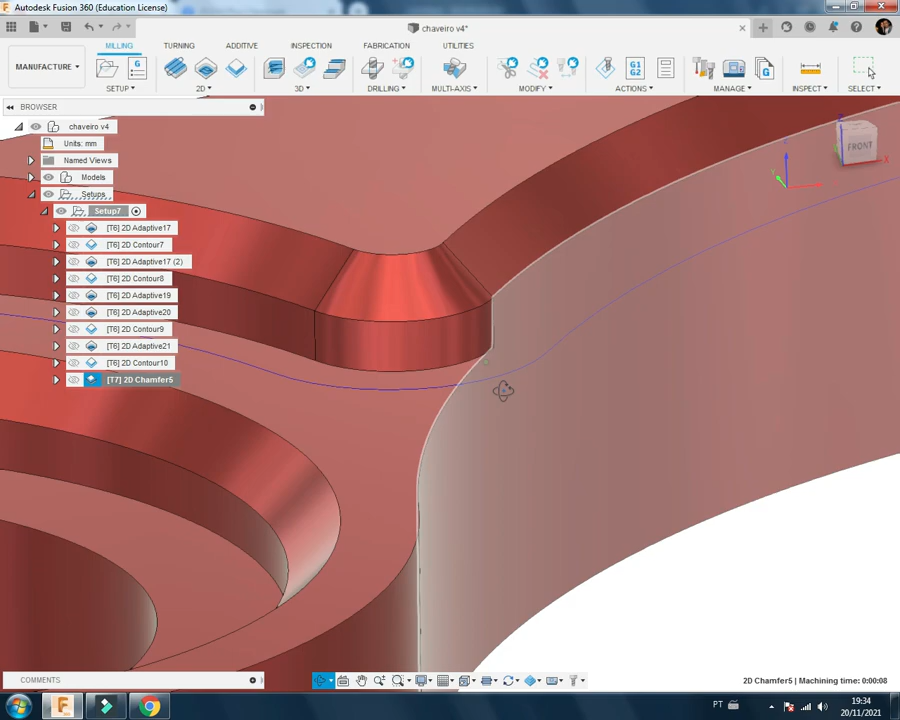 Autodesk Fusion 360 (Education License)
chaveiro v4*
MILLING TURNING ADDITIVE INSPECTION FABRICATION UTILITIES
MANUFACTURE
G1
G2
SETUP 2D 3D DRILLING MULTI-AXIS MODIFY ACTIONS MANAGE INSPECT SELECT
BROWSER
chaveiro v4
Units: mm
Named Views
Models
Setups
Setup7
[T6] 2D Adaptive17
[T6] 2D Contour7
[T6] 2D Adaptive17 (2)
[T6] 2D Contour8
[T6] 2D Adaptive19
[T6] 2D Adaptive20
[T6] 2D Contour9
[T6] 2D Adaptive21
[T6] 2D Contour10
[T7] 2D Chamfer5
FRONT
Z
X
Y
COMMENTS
2D Chamfer5 | Machining time: 0:00:08
PT
19:34
20/11/2021